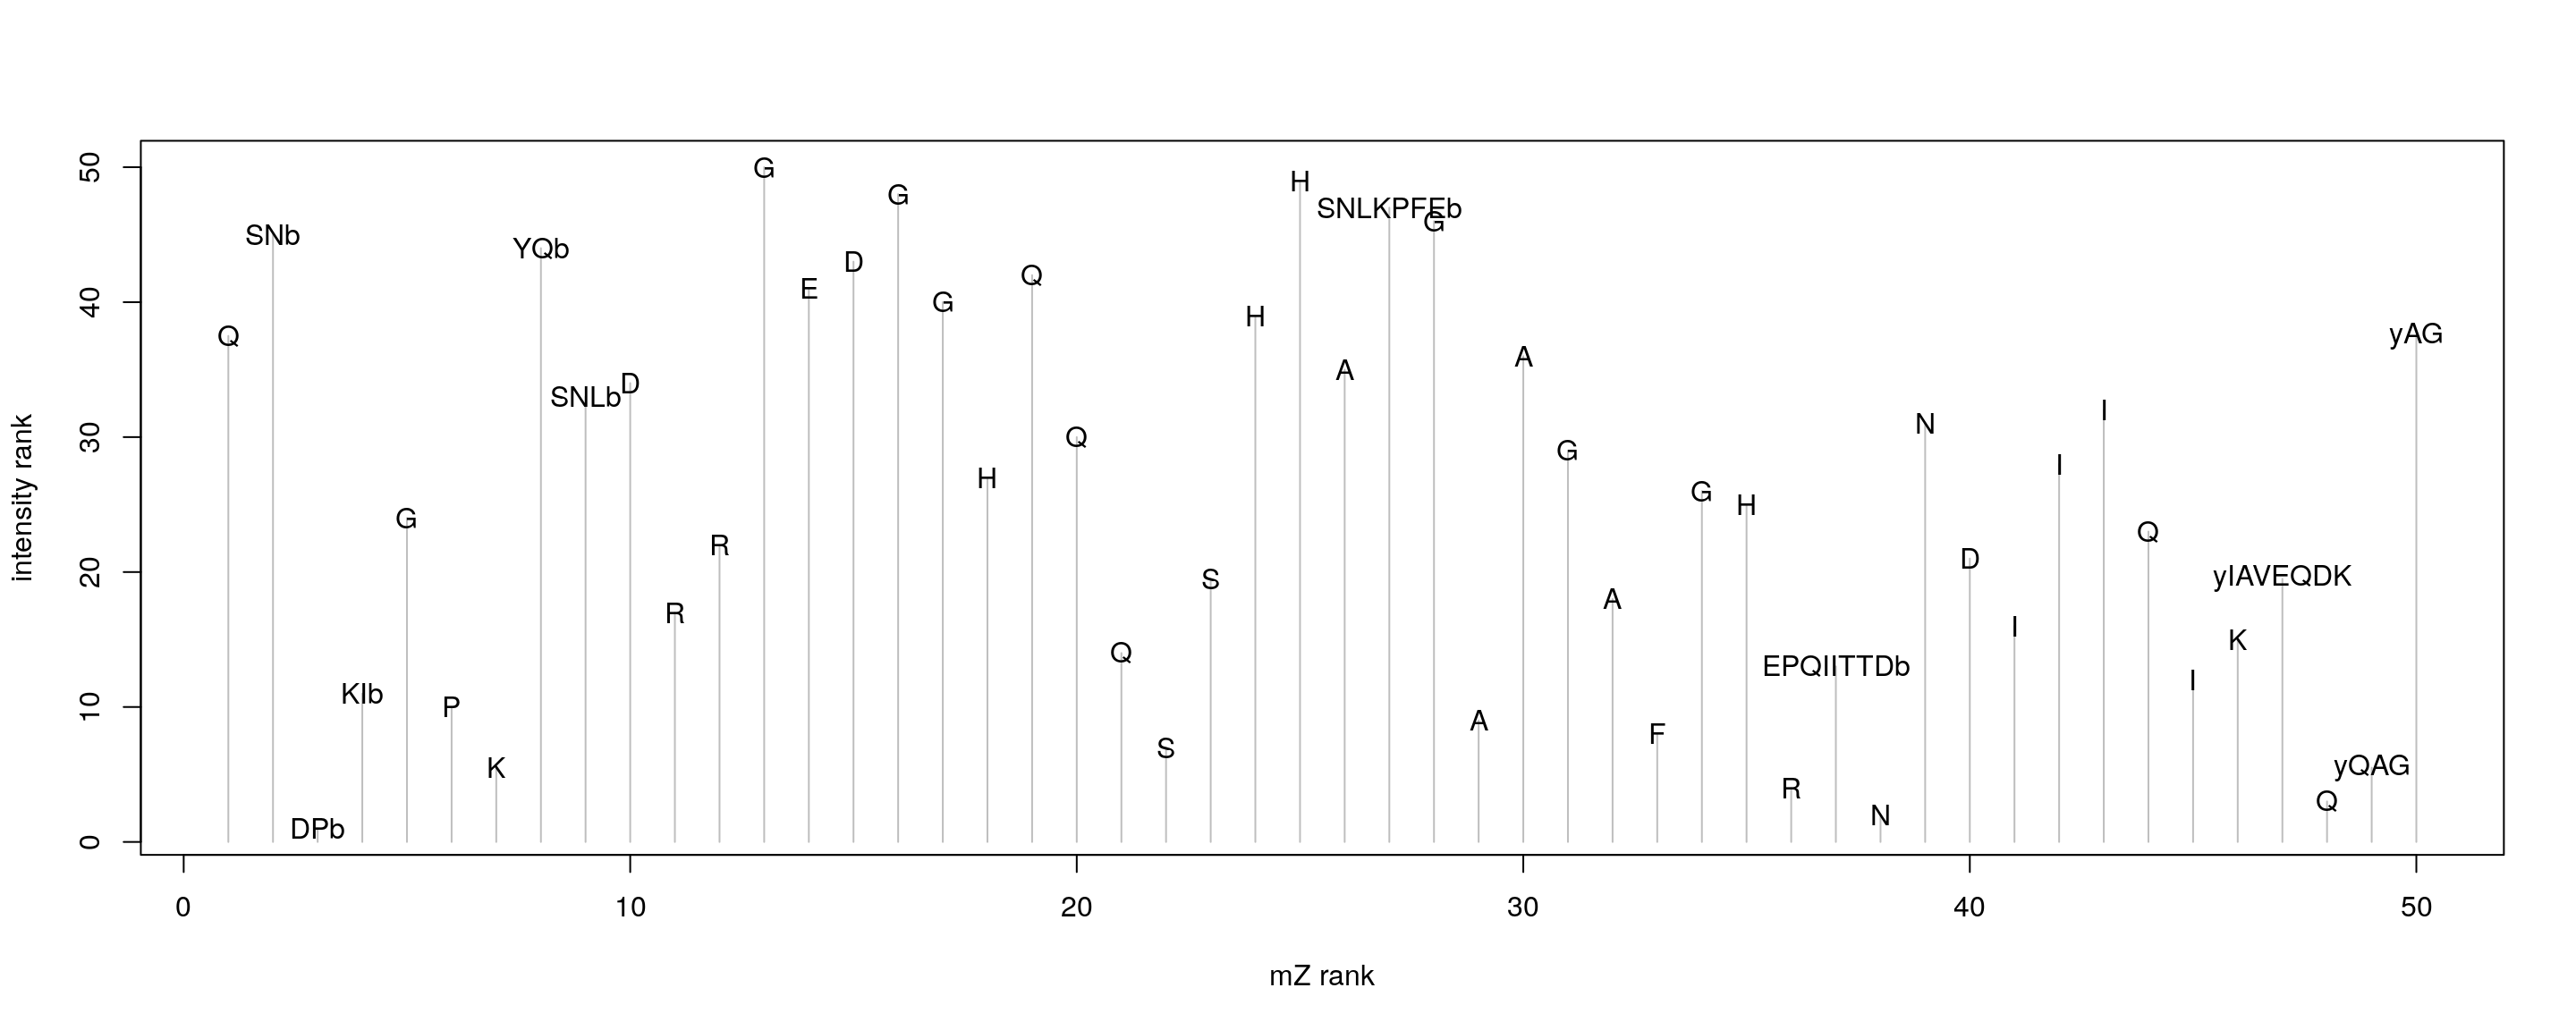 50
G
H
G
SNLKPFEb
G
SNb
YQb
D
Q
E
40
G
H
Q
yAG
A
A
D
SNLb
I
N
30
Q
G
I
H
G
H
G
Q
R
D
20
S
yIAVEQDK
A
R
I
K
Q
EPQIITTDb
I
KIb
10
P
A
F
S
K
yQAG
R
Q
N
DPb
0
intensity rank
0
10
20
30
40
50
mZ rank